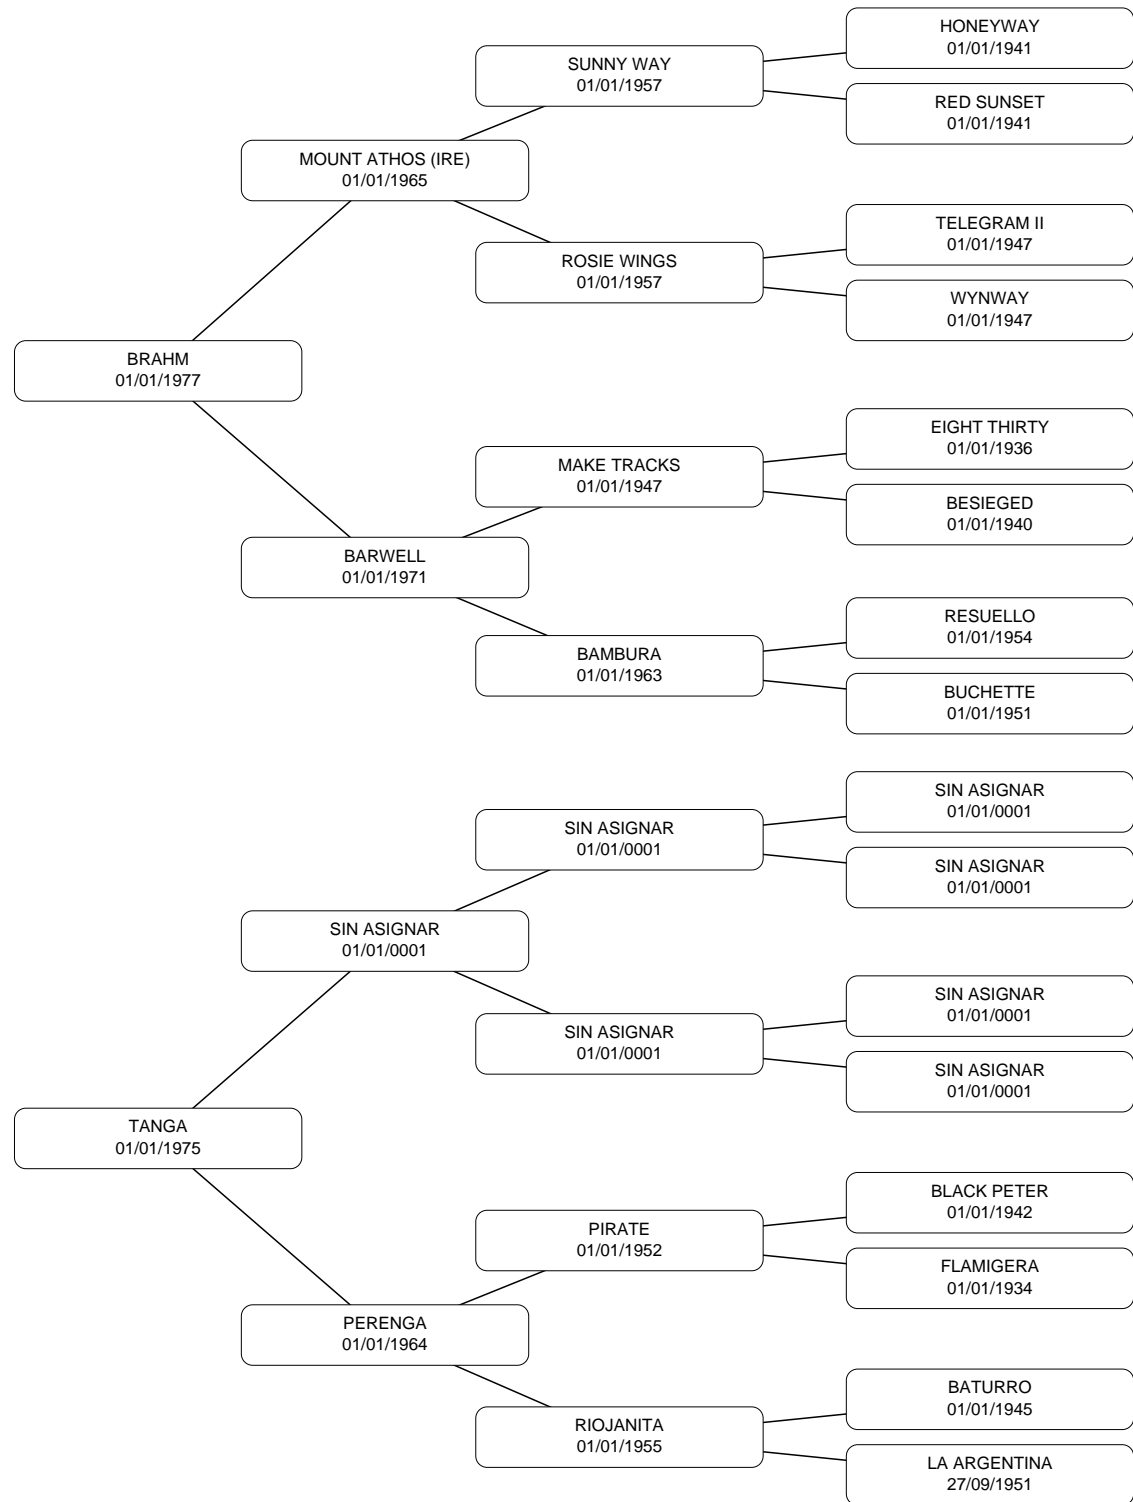 HONEYWAY
01/01/1941
SUNNY WAY
01/01/1957
RED SUNSET
01/01/1941
MOUNT ATHOS (IRE)
01/01/1965
TELEGRAM II
01/01/1947
ROSIE WINGS
01/01/1957
WYNWAY
01/01/1947
BRAHM
01/01/1977
EIGHT THIRTY
01/01/1936
MAKE TRACKS
01/01/1947
BESIEGED
01/01/1940
BARWELL
01/01/1971
RESUELLO
01/01/1954
BAMBURA
01/01/1963
BUCHETTE
01/01/1951
SIN ASIGNAR
01/01/0001
SIN ASIGNAR
01/01/0001
SIN ASIGNAR
01/01/0001
SIN ASIGNAR
01/01/0001
SIN ASIGNAR
01/01/0001
SIN ASIGNAR
01/01/0001
SIN ASIGNAR
01/01/0001
TANGA
01/01/1975
BLACK PETER
01/01/1942
PIRATE
01/01/1952
FLAMIGERA
01/01/1934
PERENGA
01/01/1964
BATURRO
01/01/1945
RIOJANITA
01/01/1955
LA ARGENTINA
27/09/1951